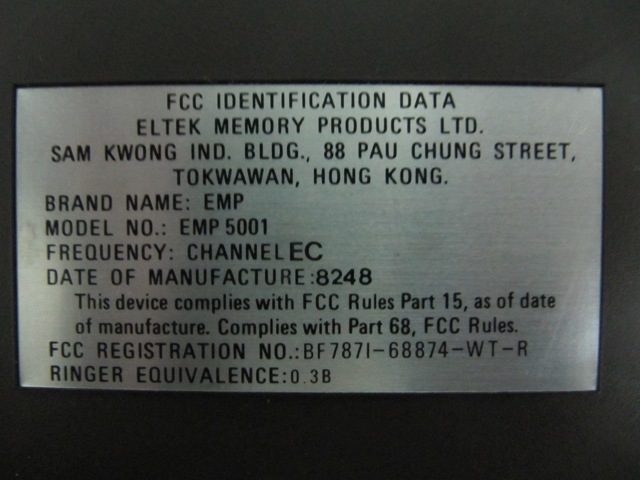 FCC IDENTIFICATION DATA
ELTEK MEMORY PRODUCTS LTD.
SAM KWONG IND. BLDG., 88 PAU CHUNG STREET,
TOKWAWAN, HONG KONG.
BRAND NAME: EMP
MODEL NO.: EMP 5001
FREQUENCY: CHANNEL EC
DATE OF MANUFACTURE:8248
This device complies with FCC Rules Part 15, as of date
of manufacture. Complies with Part 68, FCC Rules.
FCC REGISTRATION NO.:BF787I-68874-WT-R
RINGER EQUIVALENCE:0.3B